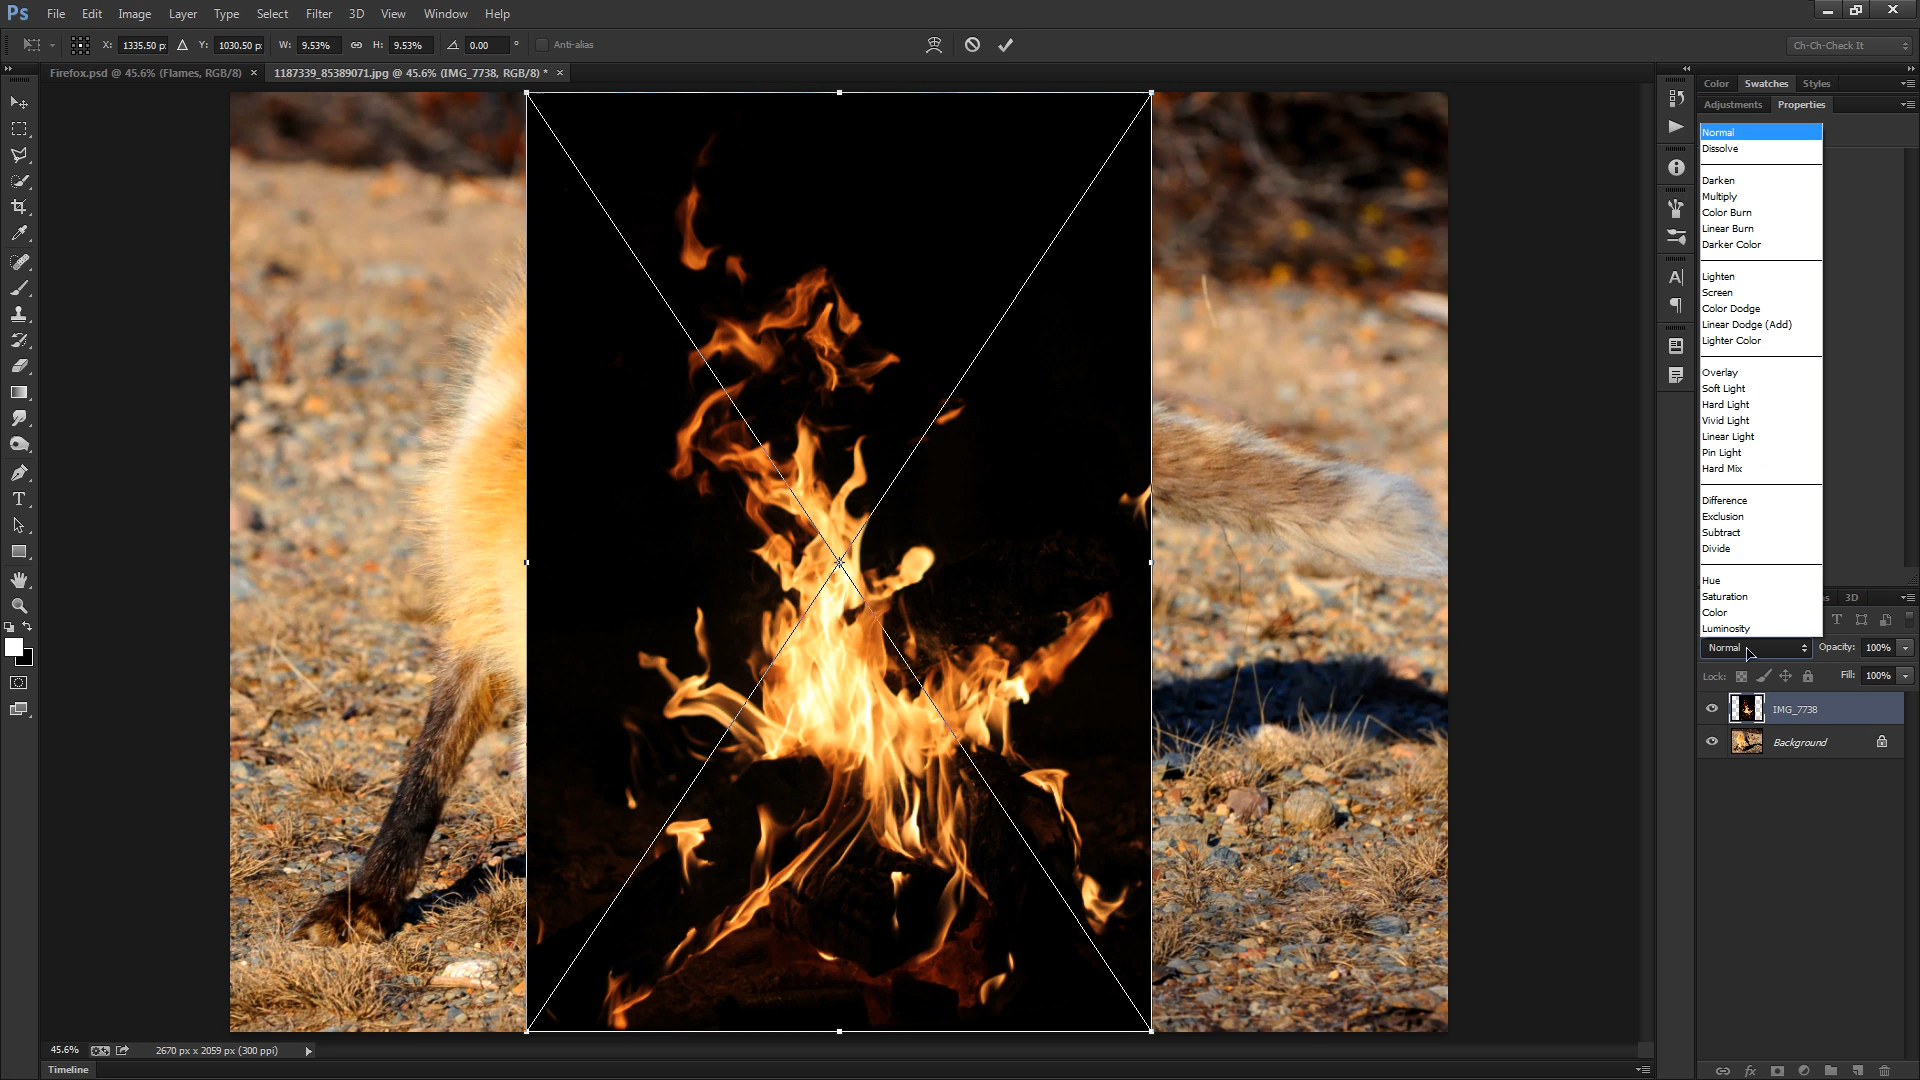 Ps File Edit Image Layer Type Select Filter 3D View Window Help
X: 1335.50 p Y: 1030.50 p W: 9.53% H: 9.53% 0.00 ° Anti-alias Ch-Ch-Check It
Firefox.psd @ 45.6% (Flames, RGB/8) × 1187339_85389071.jpg @ 45.6% (IMG_7738, RGB/8) * ×
Color Swatches Styles
Adjustments Properties
Normal
Dissolve
Darken
Multiply
Color Burn
Linear Burn
Darker Color
Lighten
Screen
Color Dodge
Linear Dodge (Add)
Lighter Color
Overlay
Soft Light
Hard Light
Vivid Light
Linear Light
Pin Light
Hard Mix
Difference
Exclusion
Subtract
Divide
Hue
Saturation
Color
Luminosity
3D
Normal Opacity: 100%
Lock: Fill: 100%
IMG_7738
Background
45.6% 2670 px x 2059 px (300 ppi)
Timeline